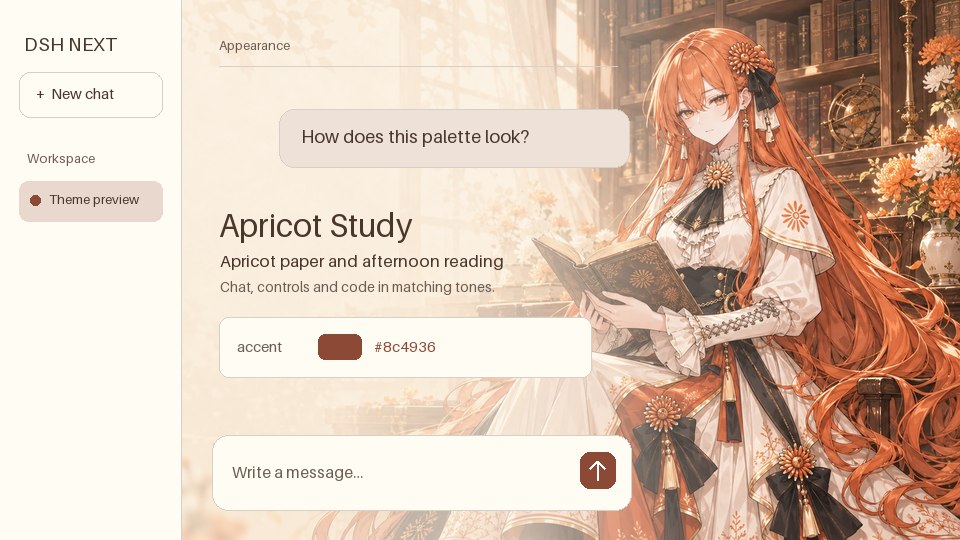 DSH NEXT
+ New chat
Workspace
Theme preview
Appearance
How does this palette look?
Apricot Study
Apricot paper and afternoon reading
Chat, controls and code in matching tones.
accent
#8c4936
Write a message...